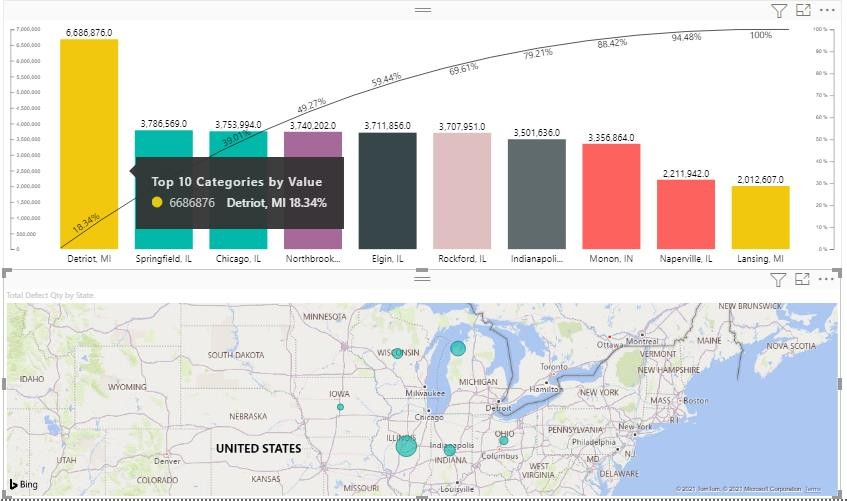 7,000,000
6,500,000
6,000,000
5,500,000
5,000,000
4,500,000
4,000,000
3,500,000
3,000,000
2,500,000
2,000,000
1,500,000
1,000,000
500,000
0
6,686,876.0
3,786,569.0
3,753,994.0
3,740,202.0
3,711,856.0
3,707,951.0
3,501,636.0
3,356,864.0
2,211,942.0
2,012,607.0
18.34%
39.01%
49.27%
59.44%
69.61%
79.21%
88.42%
94.48%
100%
100 %
90 %
80 %
70 %
60 %
50 %
40 %
30 %
20 %
10 %
0 %
Top 10 Categories by Value
6686876 Detriot, MI 18.34%
Detriot, MI
Springfield, IL
Chicago, IL
Northbrook...
Elgin, IL
Rockford, IL
Indianapoli...
Monon, IN
Naperville, IL
Lansing, MI
Total Defect Qty by State.
NEW BRUNSWICK
MINNESOTA
MAINE
Ottawa
Montreal
NOVA SCOTIA
SOUTH DAKOTA
WISCONSIN
VERMONT
Toronto
NEW HAMPSHIRE
IDAHO
WYOMING
MICHIGAN
Hamilton
Milwaukee
IOWA
NEW YORK
MASS
Boston
Detroit
R.I.
Chicago
NEBRASKA
ILLINOIS
OHIO
PENNSYLVANIA
New York
UNITED STATES
Indianapolis
Columbus
Philadelphia
NJ
INDIANA
UTAH
Denver
COLORADO
KANSAS
MISSOURI
Louisville
WEST
VIRGINIA
MD
DELAWARE
Bing
© 2021 TomTom, © 2021 Microsoft Corporation Terms